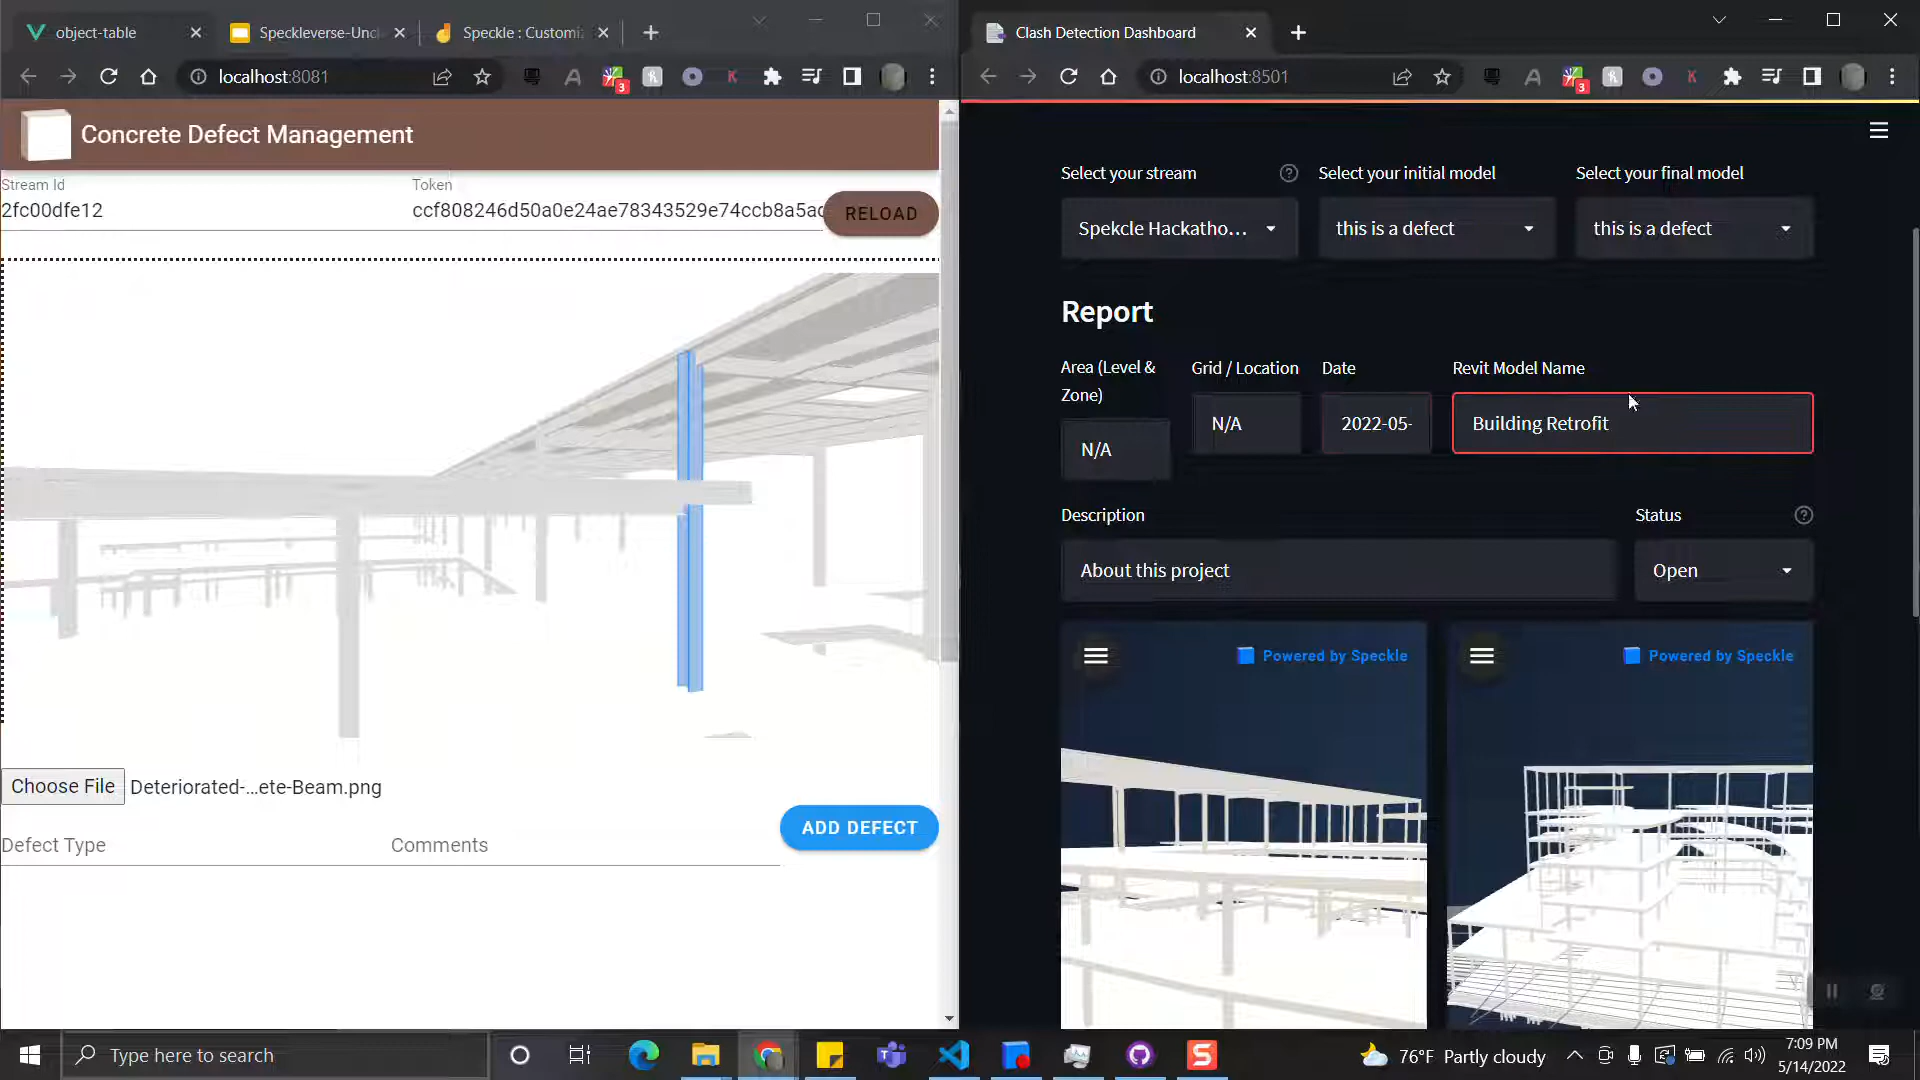 object-table
Speckleverse-Uncl
Speckle : Customi
localhost:8081
3
Concrete Defect Management
Stream Id
2fc00dfe12
Token
ccf808246d50a0e24ae78343529e74ccb8a5ac
RELOAD
Choose File
Deteriorated-...ete-Beam.png
Defect Type
Comments
ADD DEFECT
Clash Detection Dashboard
localhost:8501
3
Select your stream
Select your initial model
Select your final model
Spekcle Hackatho...
this is a defect
this is a defect
Report
Area (Level &
Zone)
Grid / Location
Date
Revit Model Name
N/A
N/A
2022-05-
Building Retrofit
Description
Status
About this project
Open
Powered by Speckle
Powered by Speckle
Type here to search
76°F Partly cloudy
7:09 PM
5/14/2022